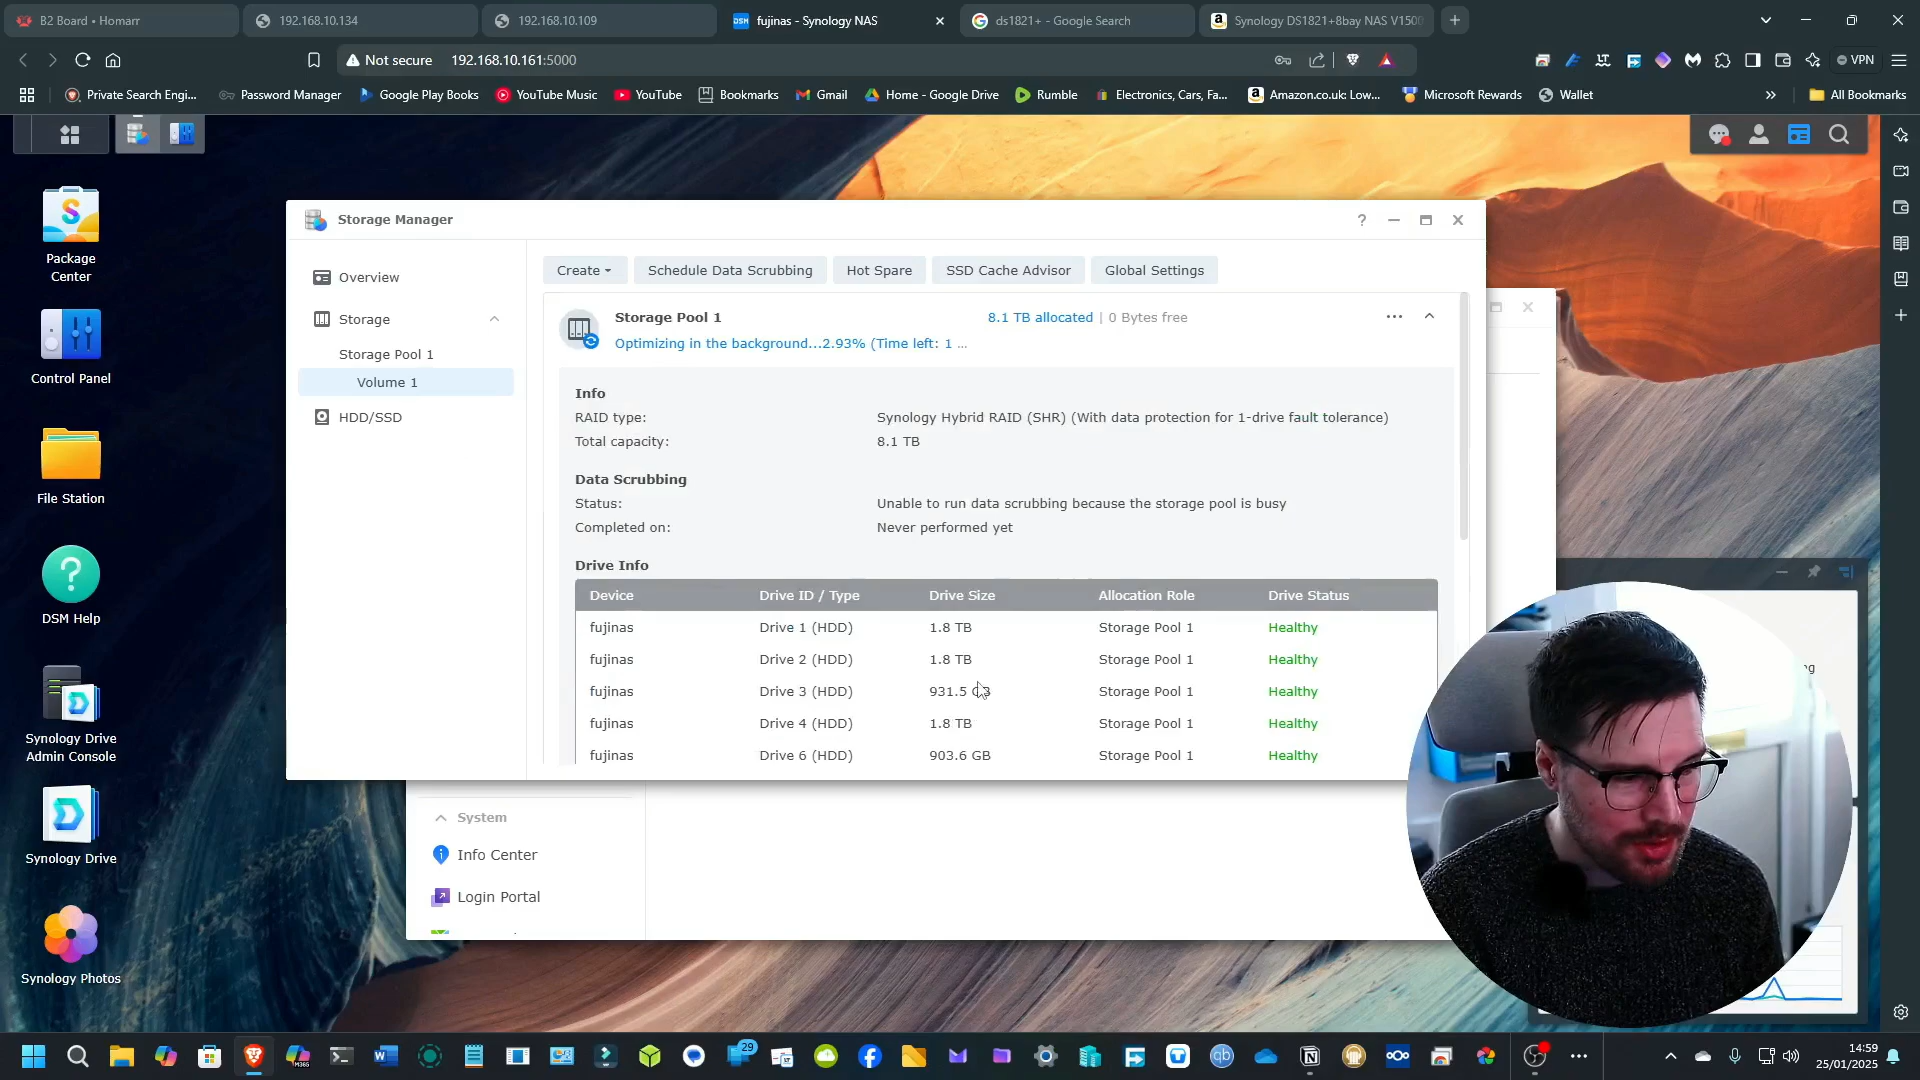 B2 Board • Homarr
192.168.10.134
192.168.10.109
DSM
fujinas - Synology NAS
ds1821+ - Google Search
Synology DS1821+8bay NAS V1500
Not secure
192.168.10.161:5000
VPN
Private Search Engi...
Password Manager
Google Play Books
YouTube Music
YouTube
Bookmarks
Gmail
Home - Google Drive
Rumble
Electronics, Cars, Fa...
Amazon.co.uk: Low...
Microsoft Rewards
Wallet
All Bookmarks
Package
Center
Control Panel
File Station
DSM Help
Synology Drive
Admin Console
Synology Drive
Synology Photos
Storage Manager
Overview
Storage
Storage Pool 1
Volume 1
HDD/SSD
Create
Schedule Data Scrubbing
Hot Spare
SSD Cache Advisor
Global Settings
Storage Pool 1
8.1 TB allocated | 0 Bytes free
Optimizing in the background...2.93% (Time left: 1 ...
Info
RAID type:
Synology Hybrid RAID (SHR) (With data protection for 1-drive fault tolerance)
Total capacity:
8.1 TB
Data Scrubbing
Status:
Unable to run data scrubbing because the storage pool is busy
Completed on:
Never performed yet
Drive Info
Device Drive ID / Type Drive Size Allocation Role Drive Status
fujinas Drive 1 (HDD) 1.8 TB Storage Pool 1 Healthy
fujinas Drive 2 (HDD) 1.8 TB Storage Pool 1 Healthy
fujinas Drive 3 (HDD) 931.5 GB Storage Pool 1 Healthy
fujinas Drive 4 (HDD) 1.8 TB Storage Pool 1 Healthy
fujinas Drive 6 (HDD) 903.6 GB Storage Pool 1 Healthy
System
Info Center
Login Portal
29
14:59
25/01/2025